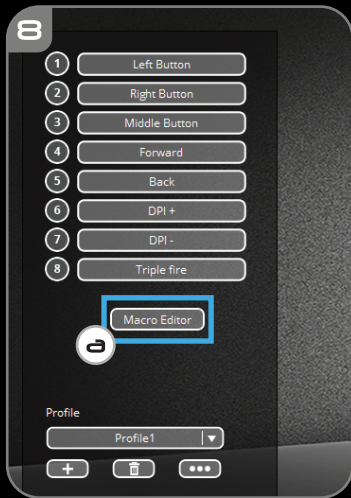 8
1 Left Button
2 Right Button
3 Middle Button
4 Forward
5 Back
6 DPI +
7 DPI -
8 Triple fire
Macro Editor
a
Profile
Profile1